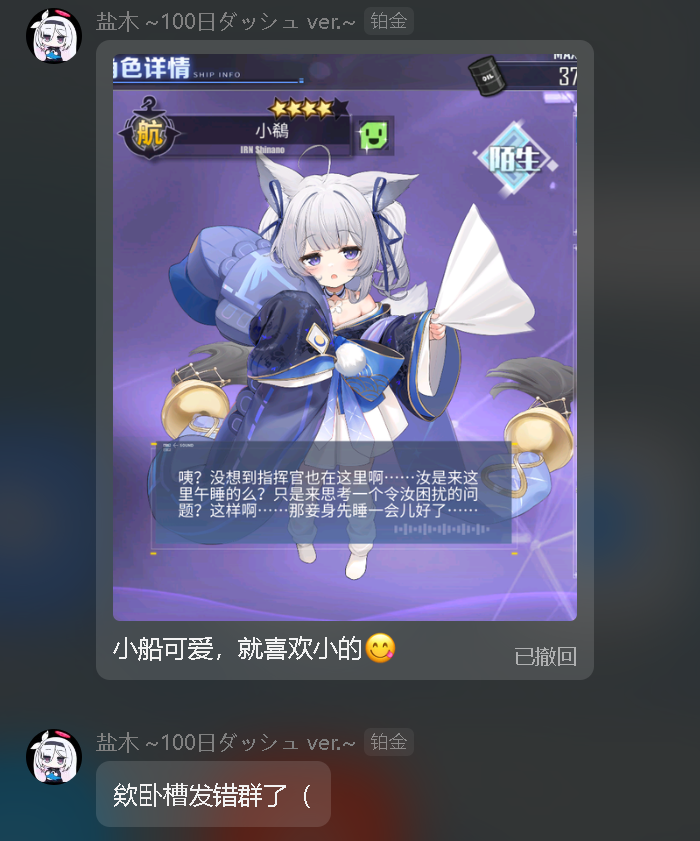 盐木 ~100日ダッシュ ver.~ 铂金
角色详情 SHIP INFO
MAX
OIL
37
航
小鹬
IRN Shinano
陌生
咦？没想到指挥官也在这里啊……汝是来这
里午睡的么？只是来思考一个令汝困扰的问
题？这样啊……那妾身先睡一会儿好了……
小船可爱，就喜欢小的😋
已撤回
盐木 ~100日ダッシュ ver.~ 铂金
欸卧槽发错群了（